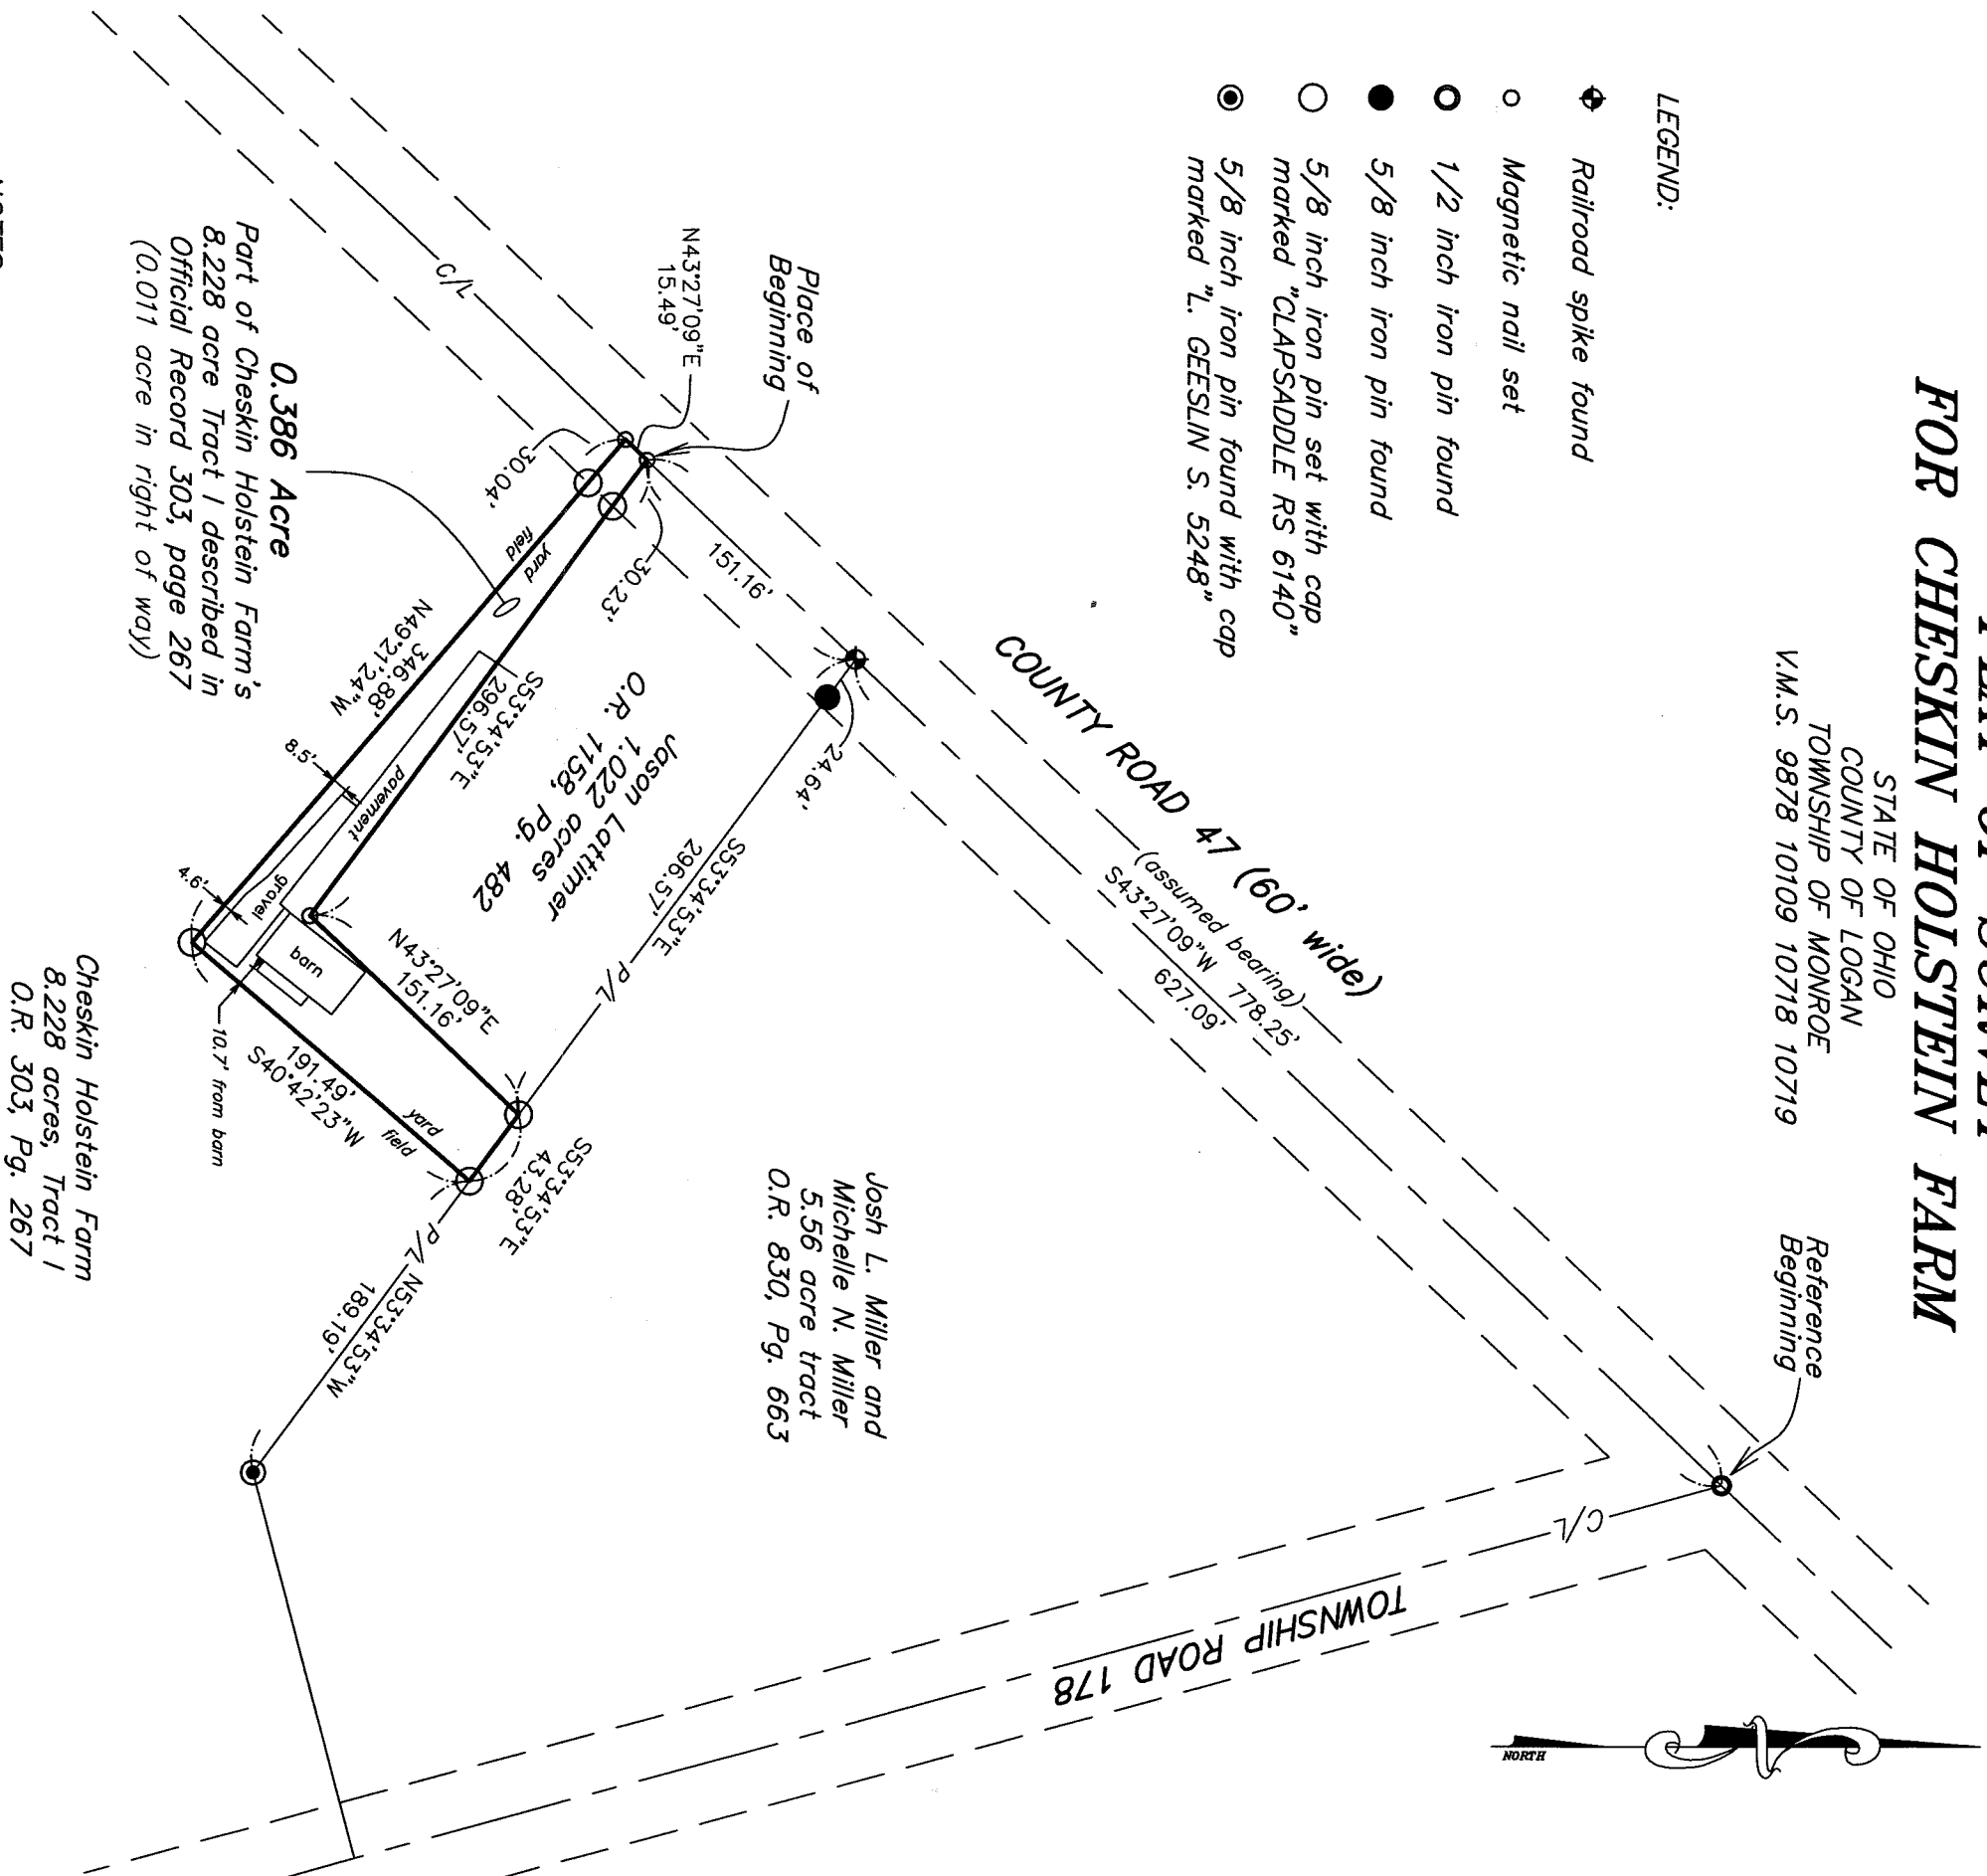 FOR CHESKIN HOLSTEIN FARM
STATE OF OHIO
COUNTY OF LOGAN
TOWNSHIP OF MONROE
V.M.S. 9878 10109 10718 10719
LEGEND:
Railroad spike found
Magnetic nail set
1/2 inch iron pin found
5/8 inch iron pin found
5/8 inch iron pin set with cap
marked "CLAPSADDLE RS 6140"
5/8 inch iron pin found with cap
marked "L. GEESLIN S. 5248"
Reference
Beginning
COUNTY ROAD 47 (60' wide)
(assumed bearing)
S43°27'09"W 778.25'
627.09'
151.16'
Place of
Beginning
N43°27'09"E
15.49'
C/L
C/L
TOWNSHIP ROAD 178
NORTH
24.64'
30.23'
30.04'
S53°34'53"E
296.57'
P/L
Jason Lattimer
1.022 acres
O.R. 1158, Pg. 482
S53°34'53"E
296.57'
yard
field
pavement
N49°21'24"W
346.88'
8.5'
4.6'
gravel
barn
10.7' from barn
N43°27'09"E
151.16'
191.49'
S40°42'23"W
yard
field
S53°34'53"E
43.28'
P/L
N53°34'53"W
189.19'
Josh L. Miller and
Michelle N. Miller
5.56 acre tract
O.R. 830, Pg. 663
0.386 Acre
Part of Cheskin Holstein Farm's
8.228 acre Tract I described in
Official Record 303, page 267
(0.011 acre in right of way)
Cheskin Holstein Farm
8.228 acres, Tract I
O.R. 303, Pg. 267